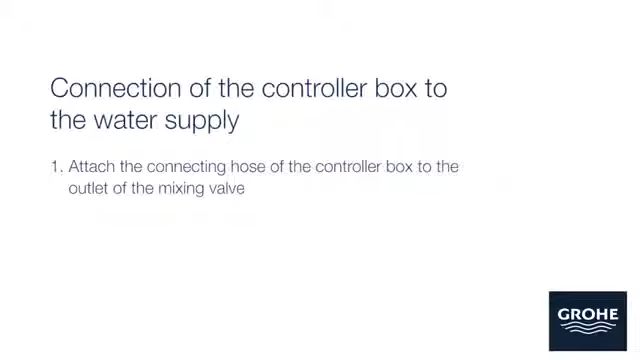 Connection of the controller box to
the water supply
1. Attach the connecting hose of the controller box to the
outlet of the mixing valve
GROHE